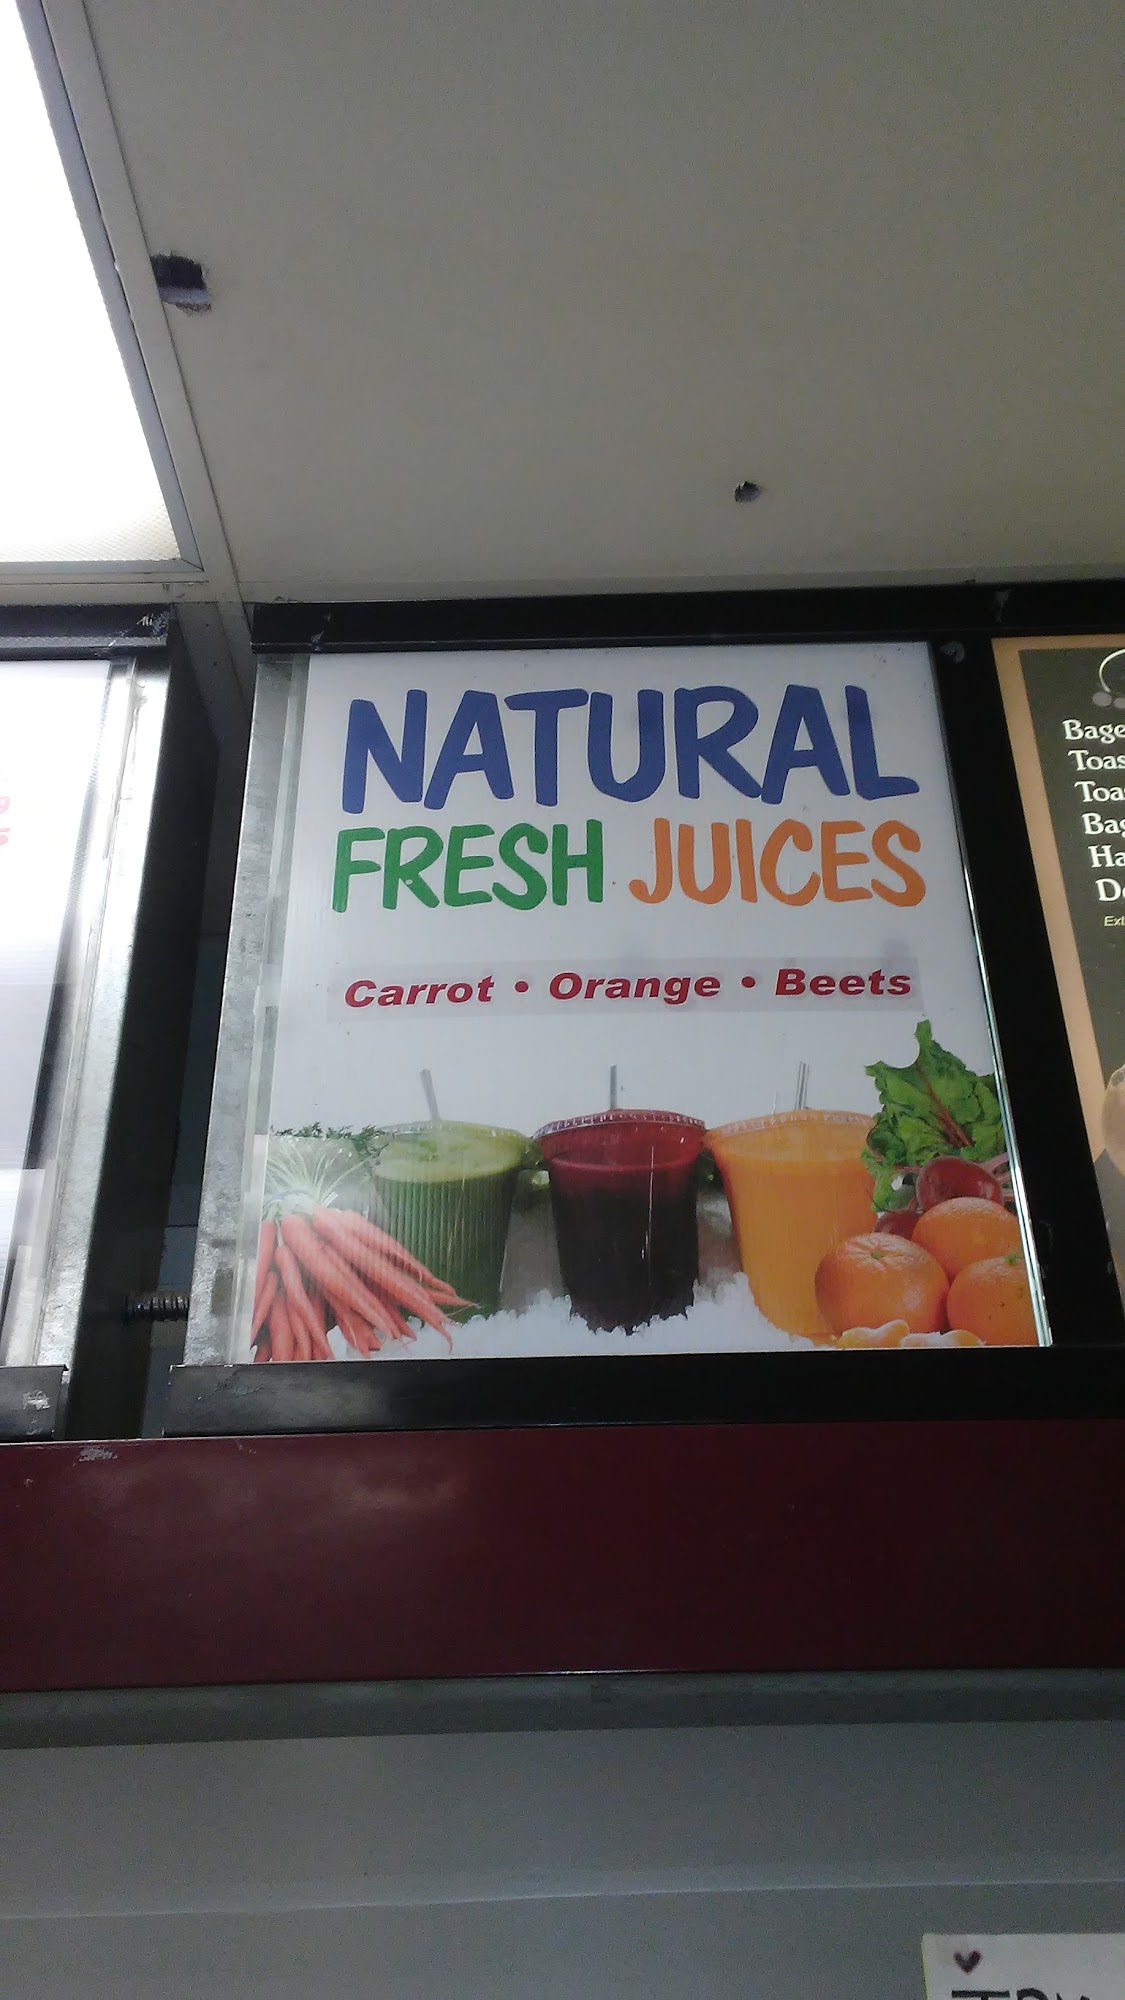 NATURAL
FRESH JUICES
Carrot • Orange • Beets